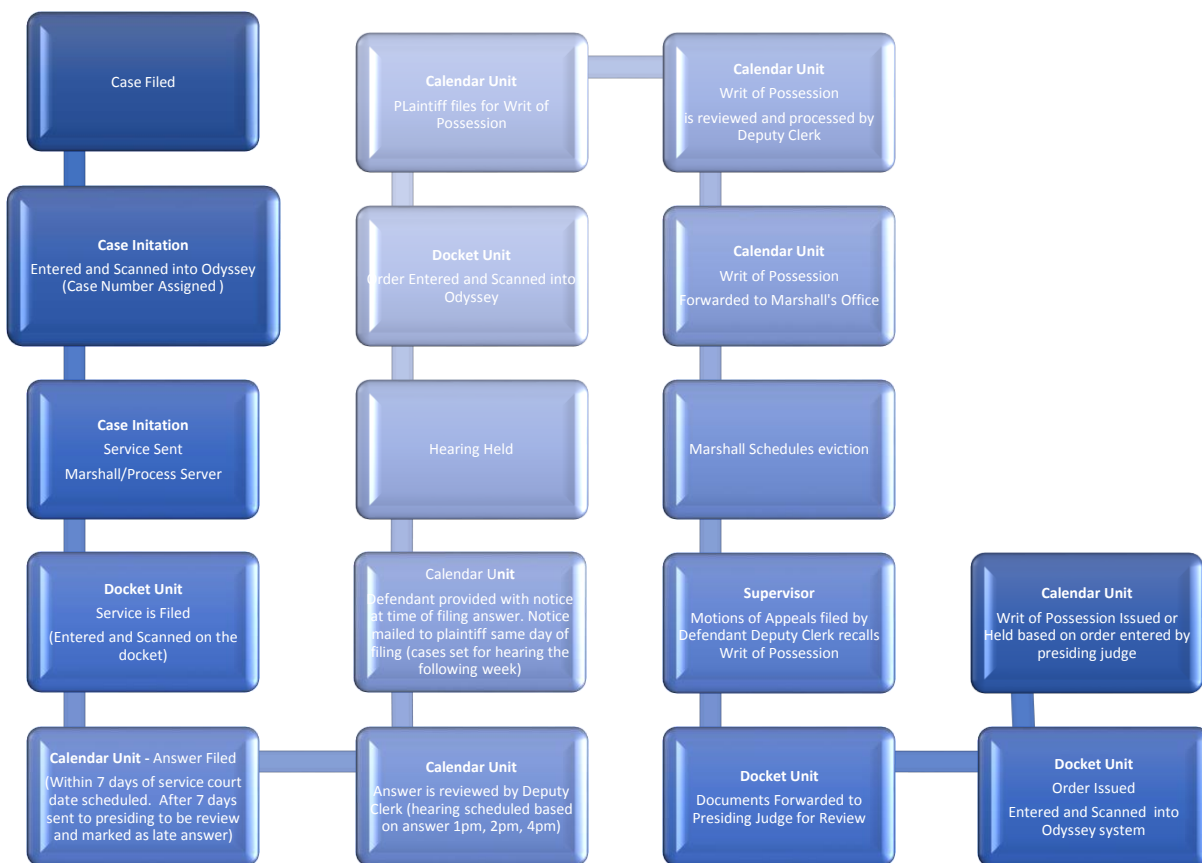 Case Filed
Case Initation
Entered and Scanned into Odyssey
(Case Number Assigned )
Case Initation
Service Sent
Marshall/Process Server
Docket Unit
Service is Filed
(Entered and Scanned on the
docket)
Calendar Unit - Answer Filed
(Within 7 days of service court
date scheduled.  After 7 days
sent to presiding to be review
and marked as late answer)
Calendar Unit
Answer is reviewed by Deputy
Clerk (hearing scheduled based
on answer 1pm, 2pm, 4pm)
Calendar Unit
Defendant provided with notice
at time of filing answer. Notice
mailed to plaintiff same day of
filing (cases set for hearing the
following week)
Hearing Held
Docket Unit
Order Entered and Scanned into
Odyssey
Calendar Unit
PLaintiff files for Writ of
Possession
Calendar Unit
Writ of Possession
is reviewed and processed by
Deputy Clerk
Calendar Unit
Writ of Possession
Forwarded to Marshall's Office
Marshall Schedules eviction
Supervisor
Motions of Appeals filed by
Defendant Deputy Clerk recalls
Writ of Possession
Docket Unit
Documents Forwarded to
Presiding Judge for Review
Docket Unit
Order Issued
Entered and Scanned  into
Odyssey system
Calendar Unit
Writ of Possession Issued or
Held based on order entered by
presiding judge